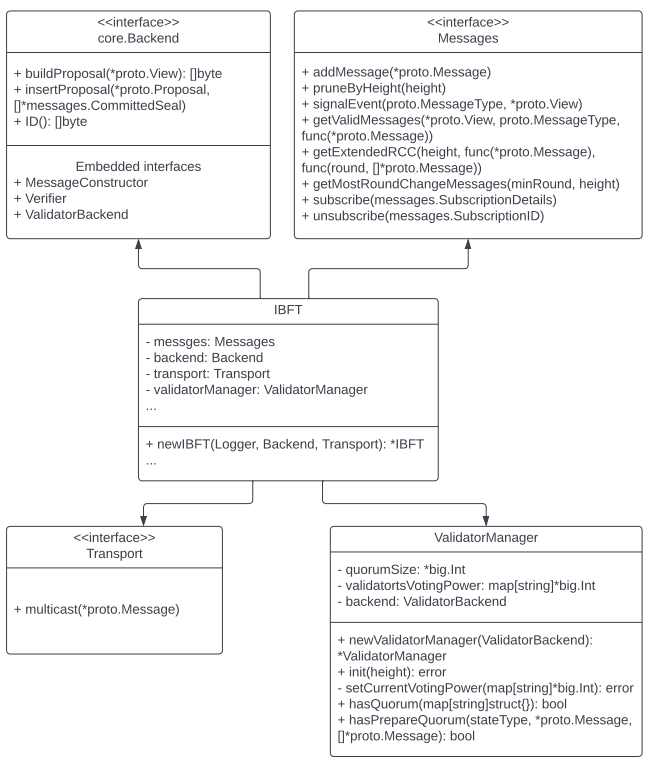 <<interface>>
core.Backend
+ buildProposal(*proto.View): []byte
+ insertProposal(*proto.Proposal,
[]*messages.CommittedSeal)
+ ID(): []byte
Embedded interfaces
+ MessageConstructor
+ Verifier
+ ValidatorBackend
<<interface>>
Messages
+ addMessage(*proto.Message)
+ pruneByHeight(height)
+ signalEvent(proto.MessageType, *proto.View)
+ getValidMessages(*proto.View, proto.MessageType,
func(*proto.Message))
+ getExtendedRCC(height, func(*proto.Message),
func(round, []*proto.Message))
+ getMostRoundChangeMessages(minRound, height)
+ subscribe(messages.SubscriptionDetails)
+ unsubscribe(messages.SubscriptionID)
IBFT
- messges: Messages
- backend: Backend
- transport: Transport
- validatorManager: ValidatorManager
...
+ newIBFT(Logger, Backend, Transport): *IBFT
...
<<interface>>
Transport
+ multicast(*proto.Message)
ValidatorManager
- quorumSize: *big.Int
- validatortsVotingPower: map[string]*big.Int
- backend: ValidatorBackend
+ newValidatorManager(ValidatorBackend):
*ValidatorManager
+ init(height): error
- setCurrentVotingPower(map[string]*big.Int): error
+ hasQuorum(map[string]struct{}): bool
+ hasPrepareQuorum(stateType, *proto.Message,
[]*proto.Message): bool